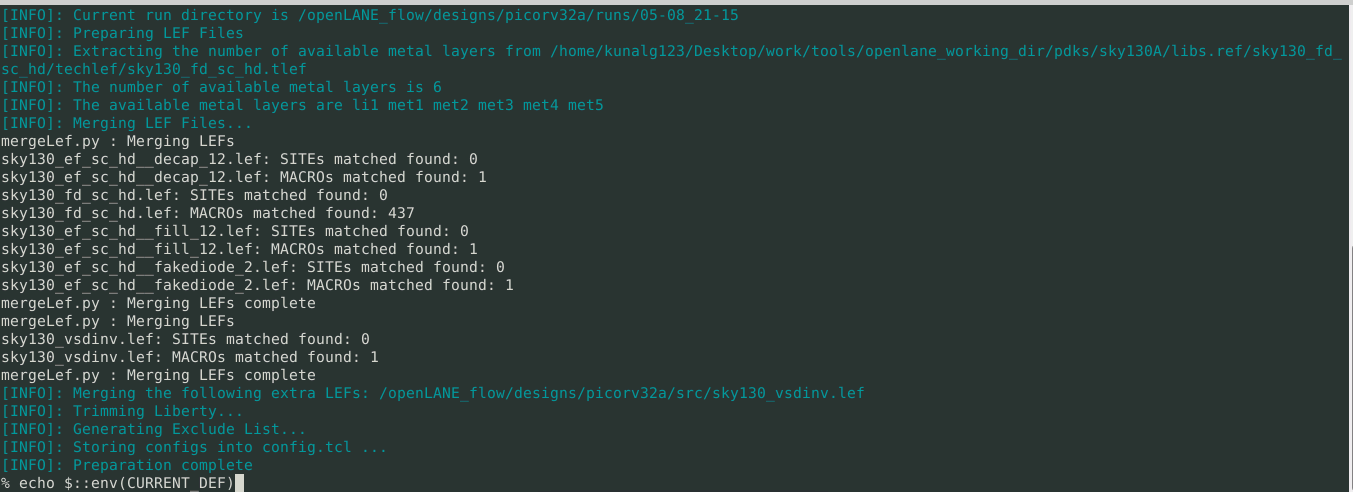 [INFO]: Current run directory is /openLANE_flow/designs/picorv32a/runs/05-08_21-15
[INFO]: Preparing LEF Files
[INFO]: Extracting the number of available metal layers from /home/kunalg123/Desktop/work/tools/openlane_working_dir/pdks/sky130A/libs.ref/sky130_fd_
sc_hd/techlef/sky130_fd_sc_hd.tlef
[INFO]: The number of available metal layers is 6
[INFO]: The available metal layers are li1 met1 met2 met3 met4 met5
[INFO]: Merging LEF Files...
mergeLef.py : Merging LEFs
sky130_ef_sc_hd__decap_12.lef: SITEs matched found: 0
sky130_ef_sc_hd__decap_12.lef: MACROs matched found: 1
sky130_fd_sc_hd.lef: SITEs matched found: 0
sky130_fd_sc_hd.lef: MACROs matched found: 437
sky130_ef_sc_hd__fill_12.lef: SITEs matched found: 0
sky130_ef_sc_hd__fill_12.lef: MACROs matched found: 1
sky130_ef_sc_hd__fakediode_2.lef: SITEs matched found: 0
sky130_ef_sc_hd__fakediode_2.lef: MACROs matched found: 1
mergeLef.py : Merging LEFs complete
mergeLef.py : Merging LEFs
sky130_vsdinv.lef: SITEs matched found: 0
sky130_vsdinv.lef: MACROs matched found: 1
mergeLef.py : Merging LEFs complete
[INFO]: Merging the following extra LEFs: /openLANE_flow/designs/picorv32a/src/sky130_vsdinv.lef
[INFO]: Trimming Liberty...
[INFO]: Generating Exclude List...
[INFO]: Storing configs into config.tcl ...
[INFO]: Preparation complete
% echo $::env(CURRENT_DEF)